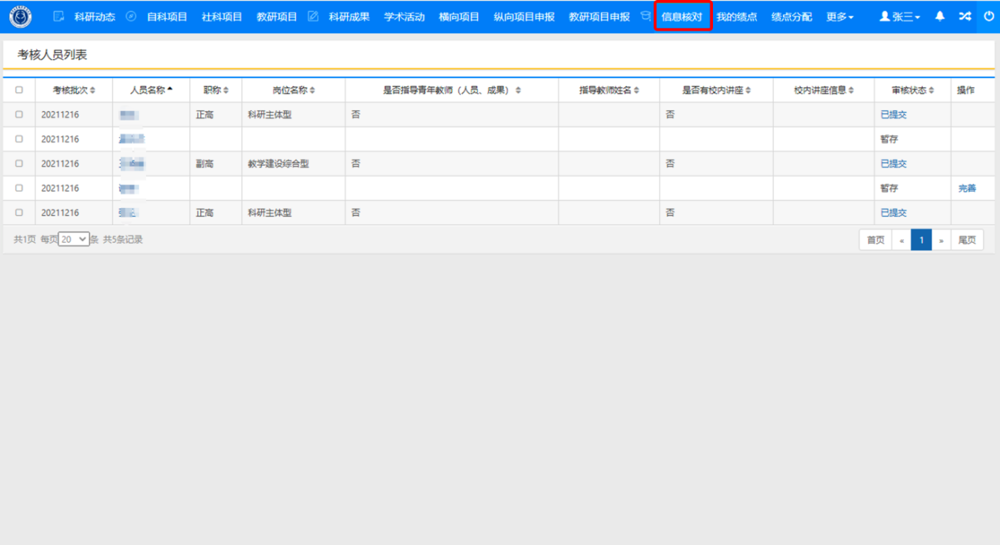 科研动态 自科项目 社科项目 教研项目 科研成果 学术活动 横向项目 纵向项目申报 教研项目申报 信息核对 我的绩点 绩点分配 更多 张三
考核人员列表
考核批次 人员名称 职称 岗位名称 是否指导青年教师（人员、成果） 指导教师姓名 是否有校内讲座 校内讲座信息 审核状态 操作
20211216 正高 科研主体型 否 否 已提交
20211216 暂存
20211216 副高 教学建设综合型 否 否 已提交
20211216 暂存 完善
20211216 正高 科研主体型 否 否 已提交
共1页 每页 20 条 共5条记录 首页 « 1 » 尾页